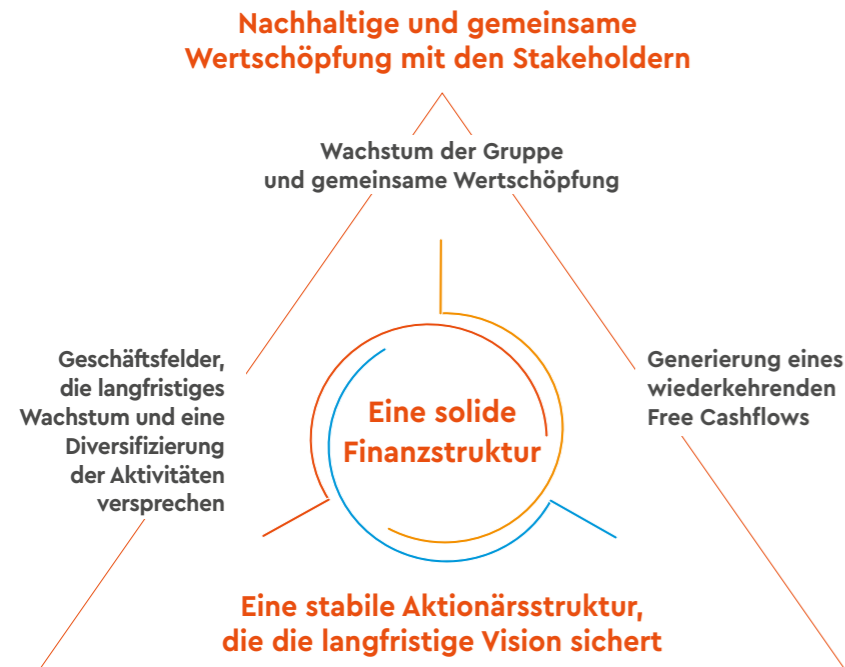 Nachhaltige und gemeinsame
Wertschöpfung mit den Stakeholdern
Wachstum der Gruppe
und gemeinsame Wertschöpfung
Geschäftsfelder,
die langfristiges
Wachstum und eine
Diversifizierung
der Aktivitäten
versprechen
Eine solide
Finanzstruktur
Generierung eines
wiederkehrenden
Free Cashflows
Eine stabile Aktionärsstruktur,
die die langfristige Vision sichert